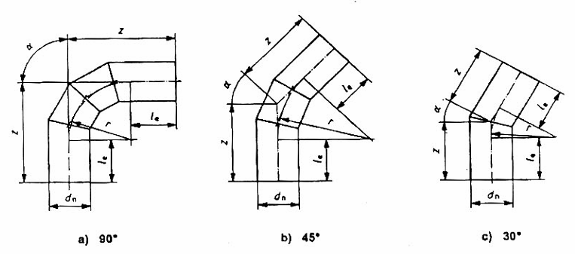 z
α
z
r
lₑ
lₑ
dₙ
a) 90°
z
α
z
r
lₑ
lₑ
dₙ
b) 45°
z
α
z
r
lₑ
lₑ
dₙ
c) 30°